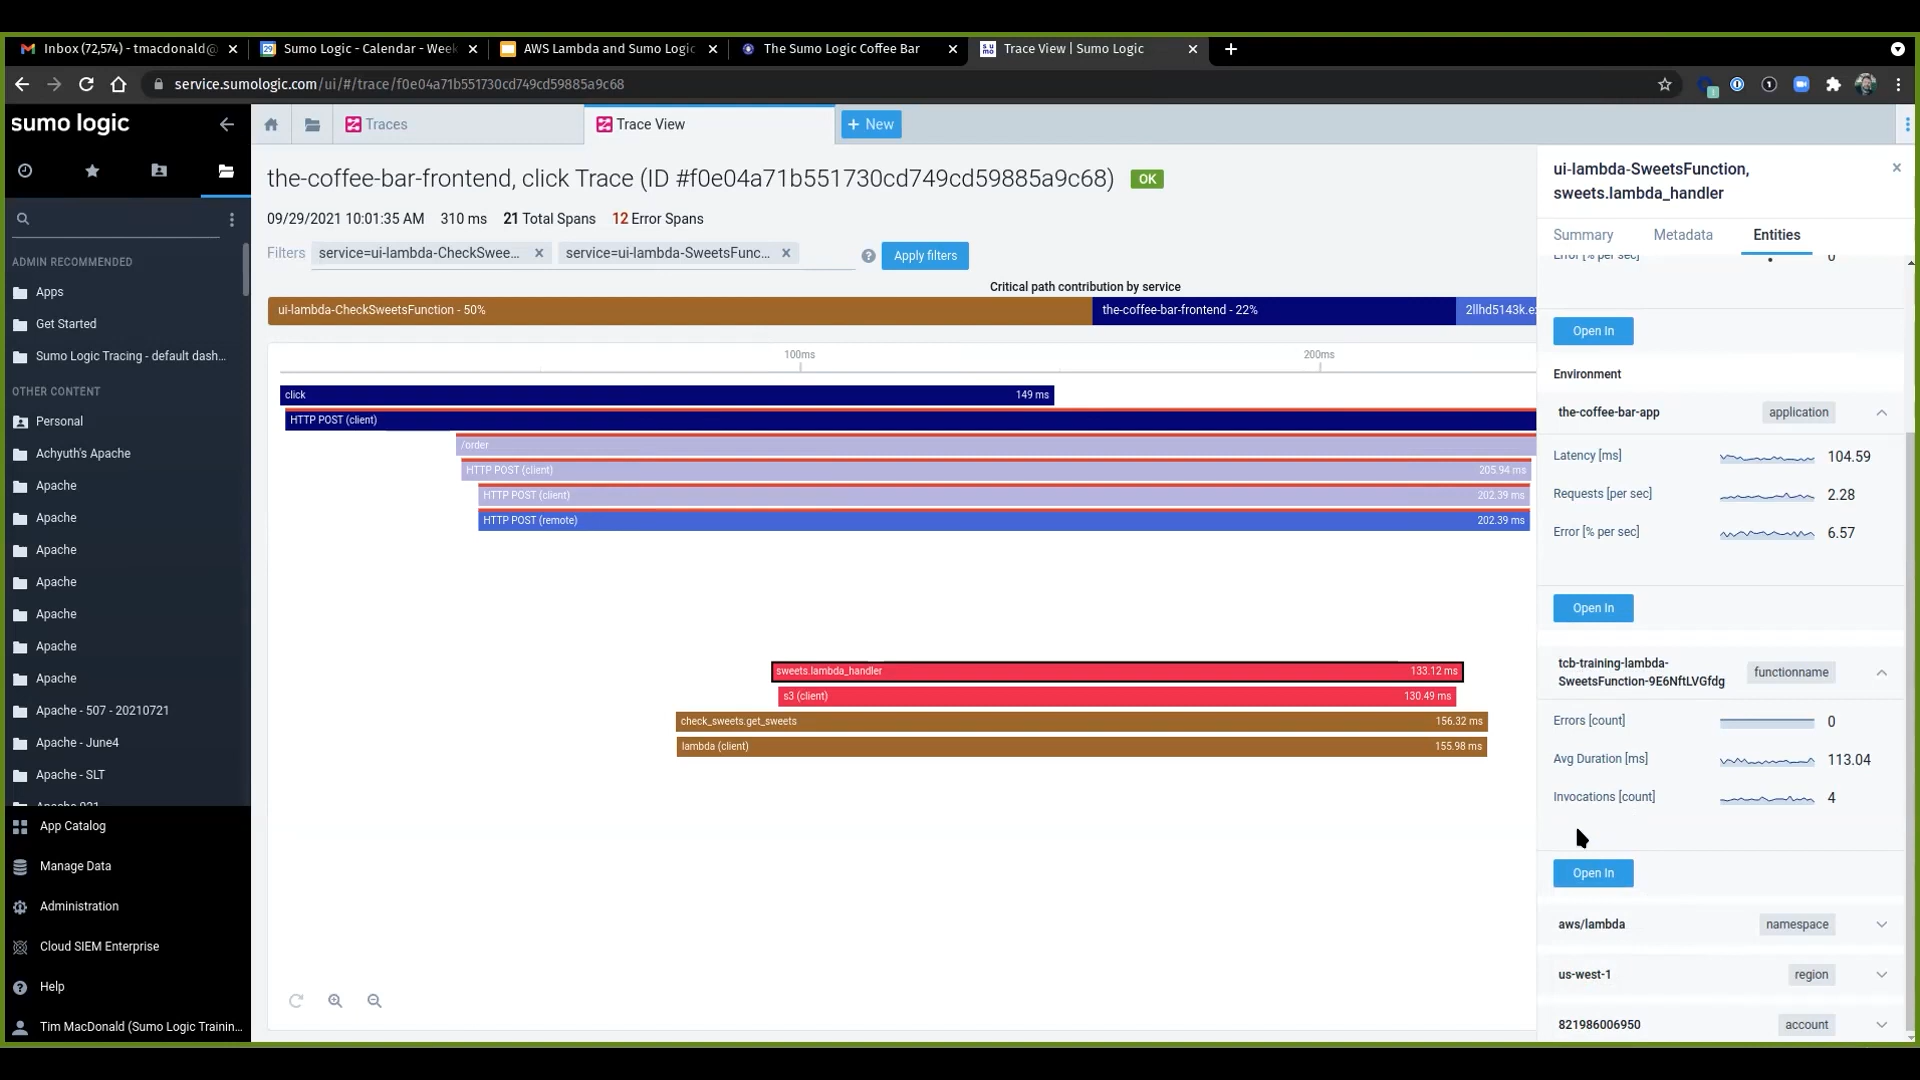 Inbox (72,574) - tmacdonald@
Sumo Logic - Calendar - Week
AWS Lambda and Sumo Logic
The Sumo Logic Coffee Bar
Trace View | Sumo Logic
service.sumologic.com/ui/#/trace/f0e04a71b551730cd749cd59885a9c68
sumo logic
Traces
Trace View
+ New
ADMIN RECOMMENDED
Apps
Get Started
Sumo Logic Tracing - default dash...
OTHER CONTENT
Personal
Achyuth's Apache
Apache
Apache
Apache
Apache
Apache
Apache
Apache
Apache - 507 - 20210721
Apache - June4
Apache - SLT
Apache 921
App Catalog
Manage Data
Administration
Cloud SIEM Enterprise
Help
Tim MacDonald (Sumo Logic Trainin...
the-coffee-bar-frontend, click Trace (ID #f0e04a71b551730cd749cd59885a9c68) OK
09/29/2021 10:01:35 AM 310 ms 21 Total Spans 12 Error Spans
Filters service=ui-lambda-CheckSwee... service=ui-lambda-SweetsFunc... Apply filters
Critical path contribution by service
ui-lambda-CheckSweetsFunction - 50% the-coffee-bar-frontend - 22% 2llhd5143k.e
100ms 200ms
click 149 ms
HTTP POST (client)
/order
HTTP POST (client) 205.94 ms
HTTP POST (client) 202.39 ms
HTTP POST (remote) 202.39 ms
sweets.lambda_handler 133.12 ms
s3 (client) 130.49 ms
check_sweets.get_sweets 156.32 ms
lambda (client) 155.98 ms
ui-lambda-SweetsFunction,
sweets.lambda_handler
Summary Metadata Entities
Error [% per sec] 0
Open In
Environment
the-coffee-bar-app application
Latency [ms] 104.59
Requests [per sec] 2.28
Error [% per sec] 6.57
Open In
tcb-training-lambda-
SweetsFunction-9E6NftLVGfdg functionname
Errors [count] 0
Avg Duration [ms] 113.04
Invocations [count] 4
Open In
aws/lambda namespace
us-west-1 region
821986006950 account